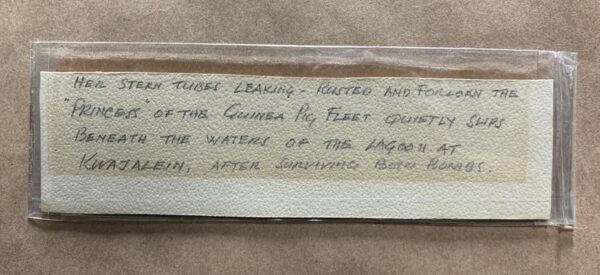 HER STERN TUBES LEAKING - RUSTED AND FORLORN THE
"PRINCESS" OF THE GUINEA PIG FLEET QUIETLY SLIPS
BENEATH THE WATERS OF THE LAGOON AT
KWAJALEIN, AFTER SURVIVING BOTH BOMBS.